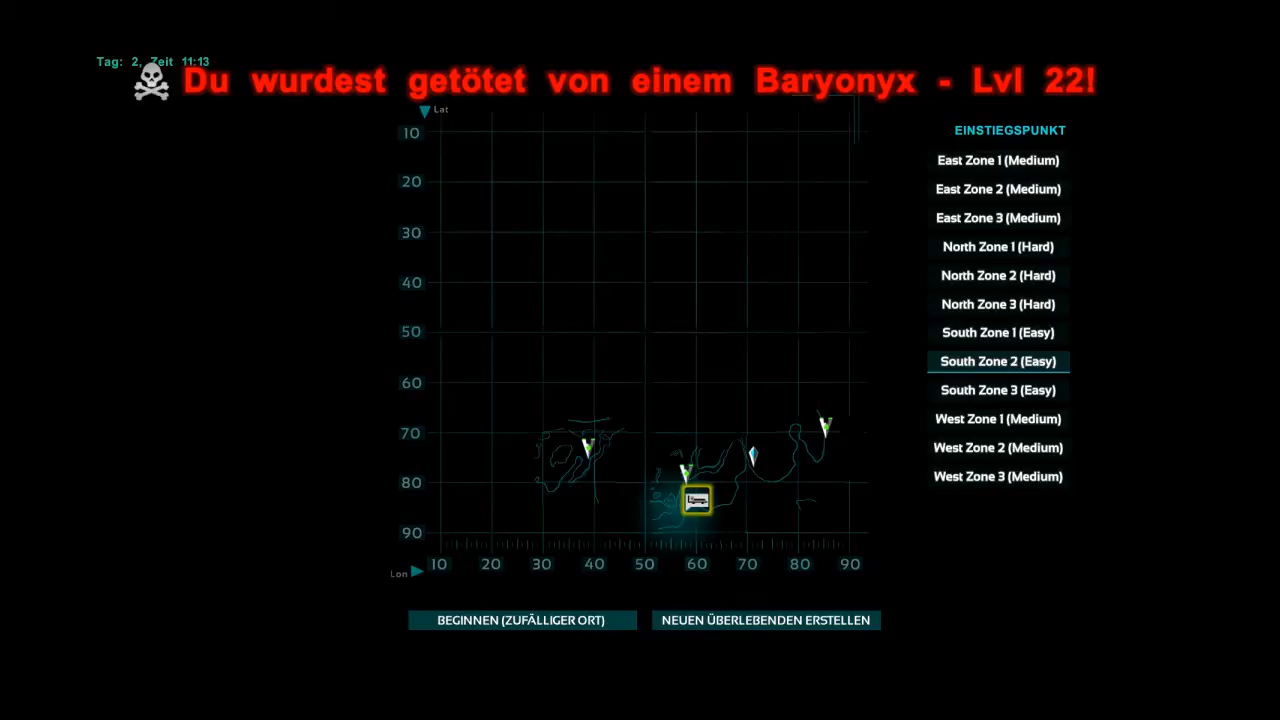 Tag: 2, Zeit 11:13
Du wurdest getötet von einem Baryonyx - Lvl 22!
Lat
10
20
30
40
50
60
70
80
90
Lon
10 20 30 40 50 60 70 80 90
EINSTIEGSPUNKT
East Zone 1 (Medium)
East Zone 2 (Medium)
East Zone 3 (Medium)
North Zone 1 (Hard)
North Zone 2 (Hard)
North Zone 3 (Hard)
South Zone 1 (Easy)
South Zone 2 (Easy)
South Zone 3 (Easy)
West Zone 1 (Medium)
West Zone 2 (Medium)
West Zone 3 (Medium)
BEGINNEN (ZUFÄLLIGER ORT)
NEUEN ÜBERLEBENDEN ERSTELLEN